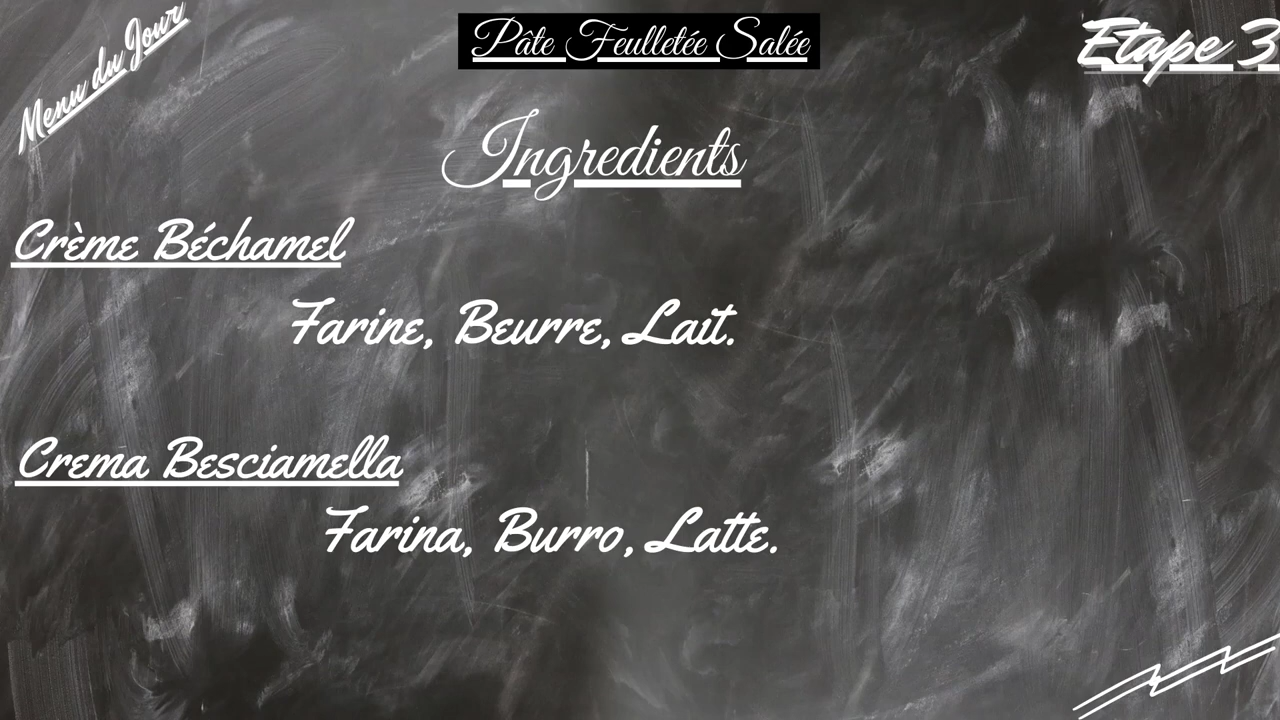 Menu du Jour
Pâte Feulletée Salée
Etape 3
Ingredients
Crème Béchamel
Farine, Beurre, Lait.
Crema Besciamella
Farina, Burro, Latte.